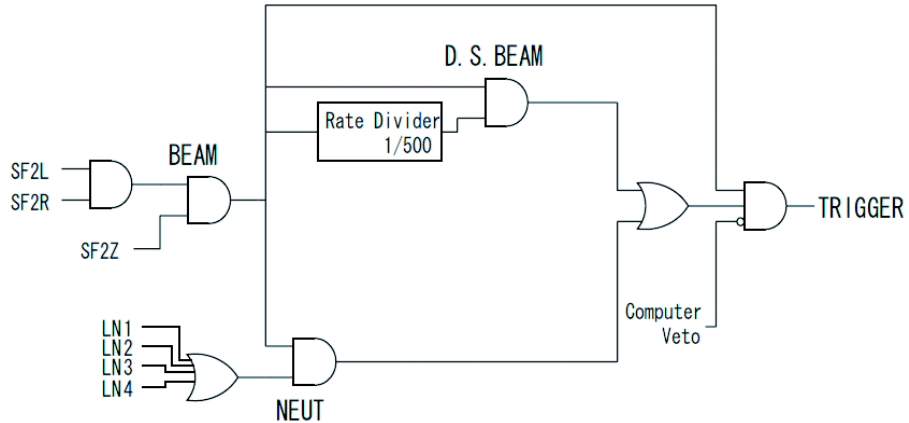 D.S.BEAM
Rate Divider
1/500
BEAM
SF2L
SF2R
SF2Z
TRIGGER
Computer
Veto
LN1
LN2
LN3
LN4
NEUT